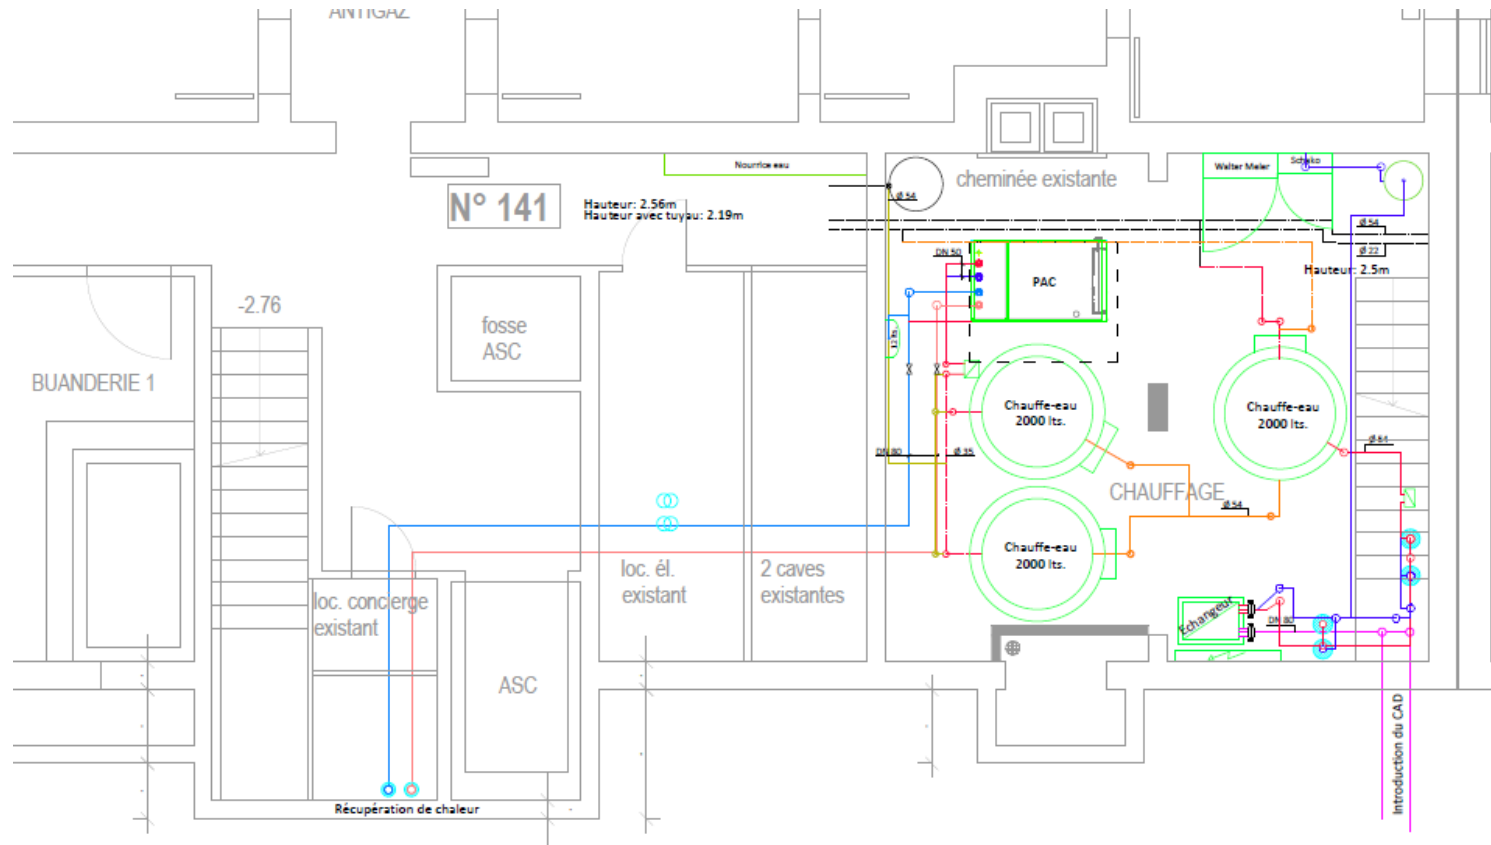 ANTIGAZ
Nourrice eau
Walter Meier
Scheko
cheminée existante
N° 141
Hauteur: 2.56m
Hauteur avec tuyau: 2.19m
Ø 54
Ø 54
Ø 22
DN 50
PAC
Hauteur: 2.5m
-2.76
fosse
ASC
BUANDERIE 1
Chauffe-eau
2000 lts.
Chauffe-eau
2000 lts.
DN 80
Ø 35
CHAUFFAGE
Ø 54
Chauffe-eau
2000 lts.
loc. él.
existant
2 caves
existantes
loc. concierge
existant
Echangeur
DN 80
ASC
Introduction du CAD
Récupération de chaleur